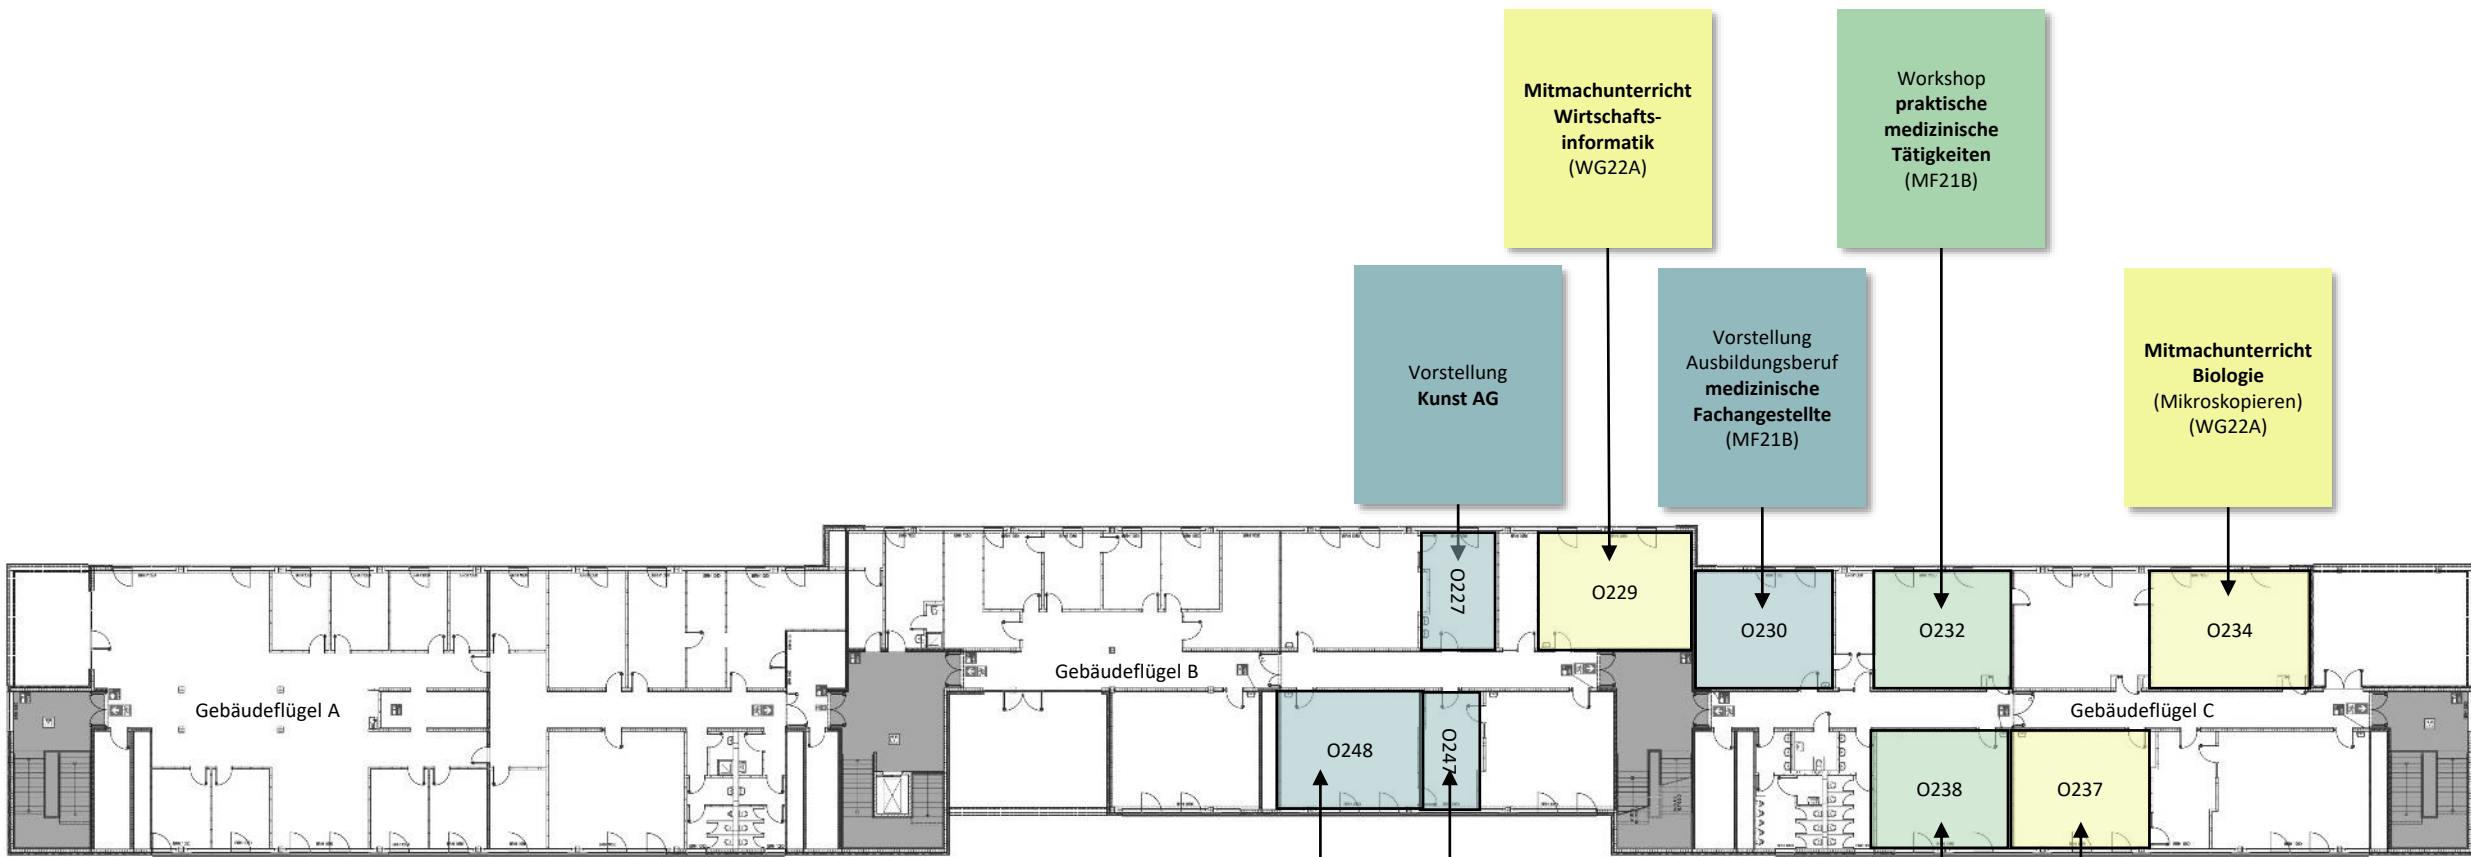 Mitmachunterricht
Wirtschafts-
informatik
(WG22A)
Workshop
praktische
medizinische
Tätigkeiten
(MF21B)
Vorstellung
Kunst AG
Vorstellung
Ausbildungsberuf
medizinische
Fachangestellte
(MF21B)
Mitmachunterricht
Biologie
(Mikroskopieren)
(WG22A)
O227
O229
O230
O232
O234
Gebäudeflügel A
Gebäudeflügel B
Gebäudeflügel C
O248
O247
O238
O237